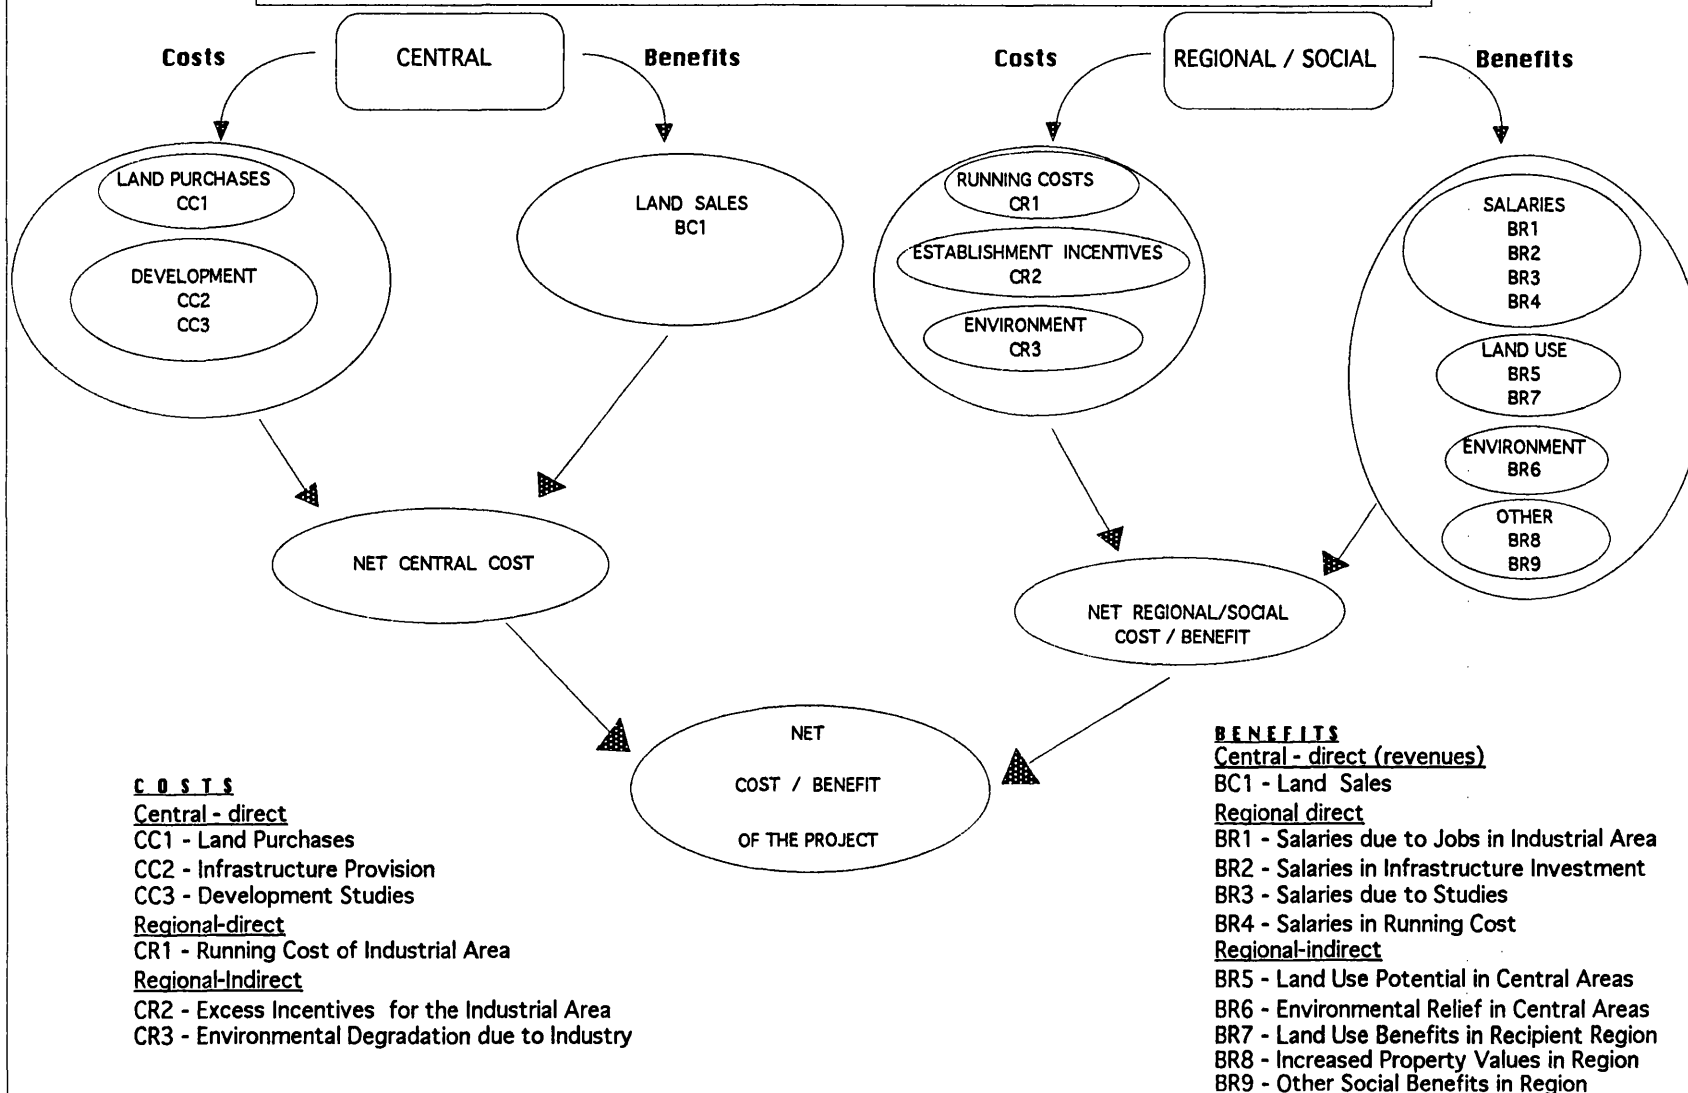 Costs
CENTRAL
Benefits
Costs
REGIONAL / SOCIAL
Benefits
LAND PURCHASES
CC1
DEVELOPMENT
CC2
CC3
LAND SALES
BC1
RUNNING COSTS
CR1
ESTABLISHMENT INCENTIVES
CR2
ENVIRONMENT
CR3
SALARIES
BR1
BR2
BR3
BR4
LAND USE
BR5
BR7
ENVIRONMENT
BR6
OTHER
BR8
BR9
NET CENTRAL COST
NET REGIONAL/SOCIAL
COST / BENEFIT
NET
COST / BENEFIT
OF THE PROJECT
COSTS
Central - direct
CC1 - Land Purchases
CC2 - Infrastructure Provision
CC3 - Development Studies
Regional-direct
CR1 - Running Cost of Industrial Area
Regional-Indirect
CR2 - Excess Incentives for the Industrial Area
CR3 - Environmental Degradation due to Industry
BENEFITS
Central - direct (revenues)
BC1 - Land Sales
Regional direct
BR1 - Salaries due to Jobs in Industrial Area
BR2 - Salaries in Infrastructure Investment
BR3 - Salaries due to Studies
BR4 - Salaries in Running Cost
Regional-indirect
BR5 - Land Use Potential in Central Areas
BR6 - Environmental Relief in Central Areas
BR7 - Land Use Benefits in Recipient Region
BR8 - Increased Property Values in Region
BR9 - Other Social Benefits in Region